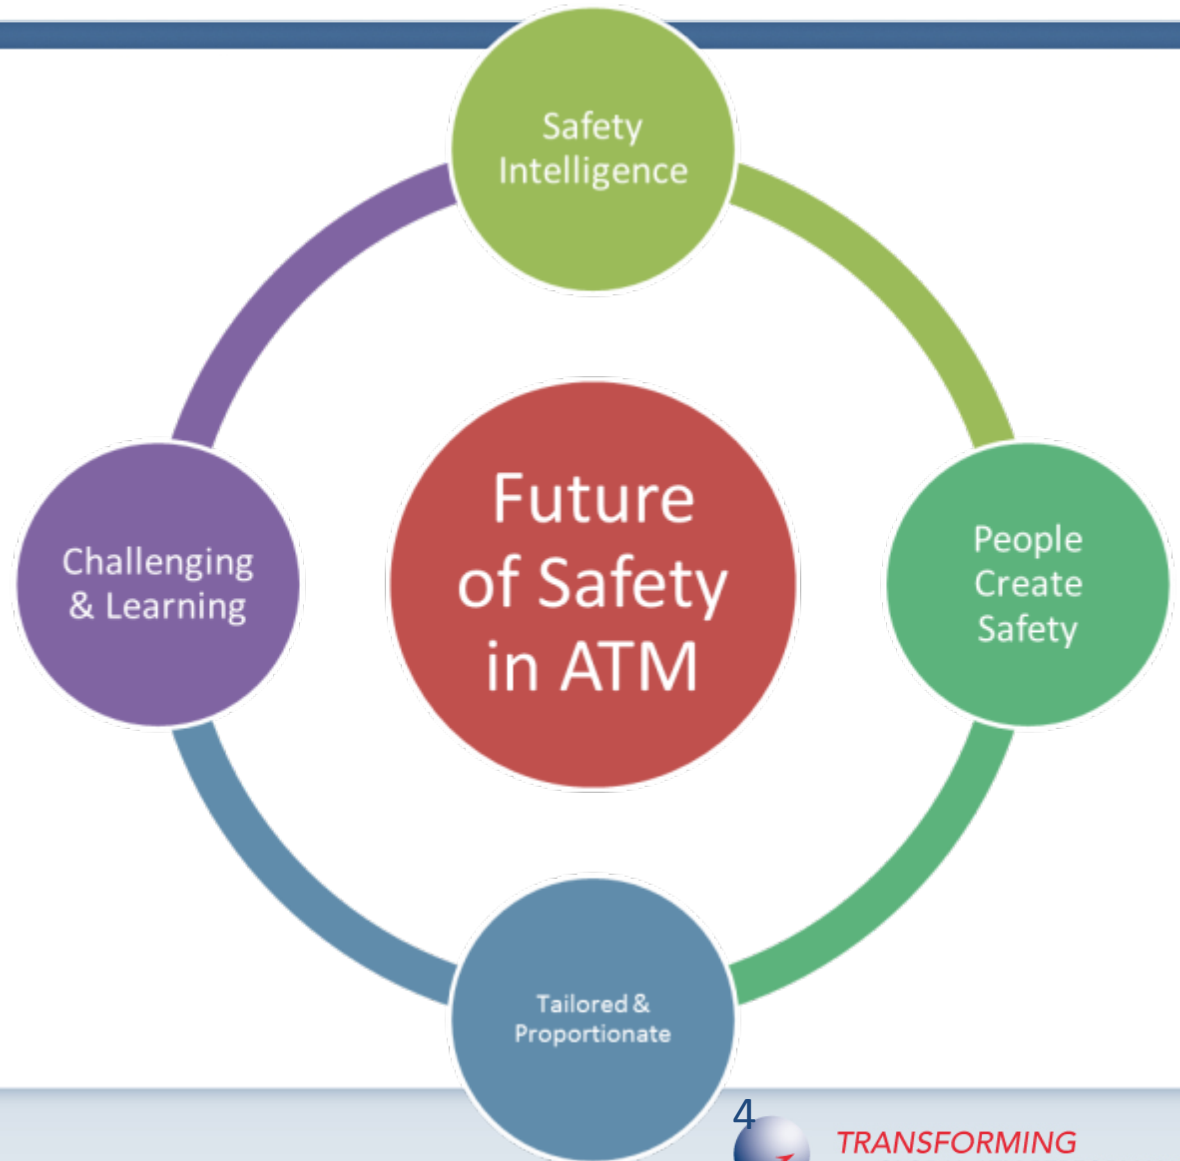 Safety
Intelligence
Challenging
& Learning
Future
of Safety
in ATM
People
Create
Safety
Tailored &
Proportionate
4
TRANSFORMING